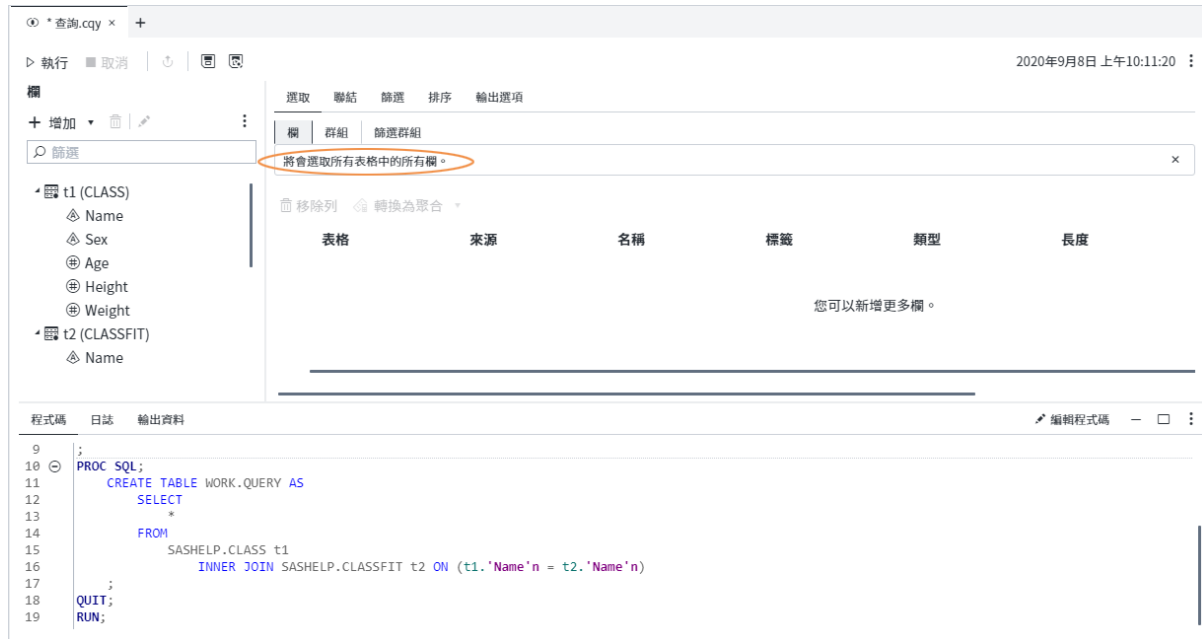 * 查詢.cqy × +
執行 取消
2020年9月8日 上午10:11:20
欄
+ 增加
篩選
t1 (CLASS)
Name
Sex
Age
Height
Weight
t2 (CLASSFIT)
Name
選取 聯結 篩選 排序 輸出選項
欄 群組 篩選群組
將會選取所有表格中的所有欄。 ×
移除列 轉換為聚合
表格 來源 名稱 標籤 類型 長度
您可以新增更多欄。
程式碼 日誌 輸出資料 編輯程式碼
9 ;
10 PROC SQL;
11 CREATE TABLE WORK.QUERY AS
12 SELECT
13 *
14 FROM
15 SASHELP.CLASS t1
16 INNER JOIN SASHELP.CLASSFIT t2 ON (t1.'Name'n = t2.'Name'n)
17 ;
18 QUIT;
19 RUN;